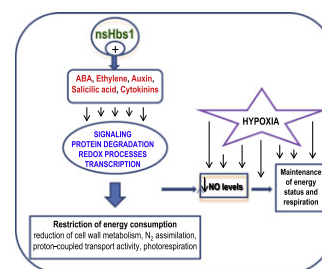 nsHbs1
+
ABA, Ethylene, Auxin,
Salicilic acid, Cytokinins
SIGNALING
PROTEIN DEGRADATION
REDOX PROCESSES
TRANSCRIPTION
HYPOXIA
NO levels
Maintenance
of energy
status and
respiration
Restriction of energy consumption
reduction of cell wall metabolism, N2 assimilation,
proton-coupled transport activity, photorespiration